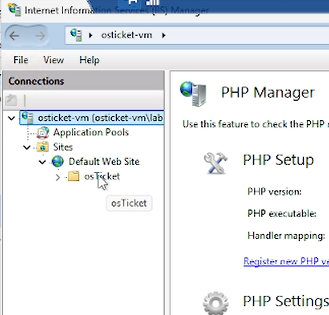 Internet Information Services (IIS) Manager
osticket-vm
File View Help
Connections
osticket-vm (osticket-vm\lab
Application Pools
Sites
Default Web Site
osTicket
osTicket
PHP Manager
Use this feature to check the PHP
PHP Setup
PHP version:
PHP executable:
Handler mapping:
Register new PHP ve
PHP Settings